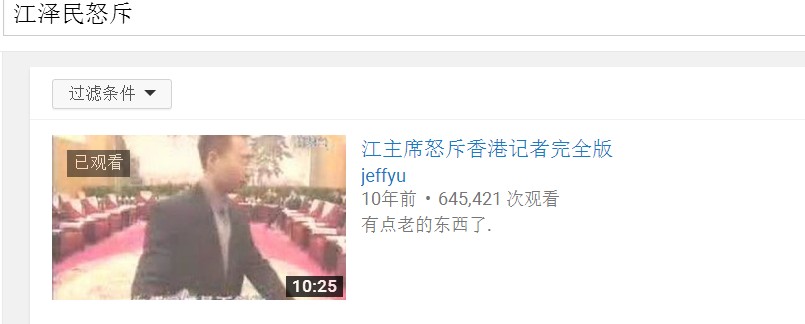 江泽民怒斥
过滤条件
已观看
10:25
江主席怒斥香港记者完全版
jeffyu
10年前 • 645,421 次观看
有点老的东西了.